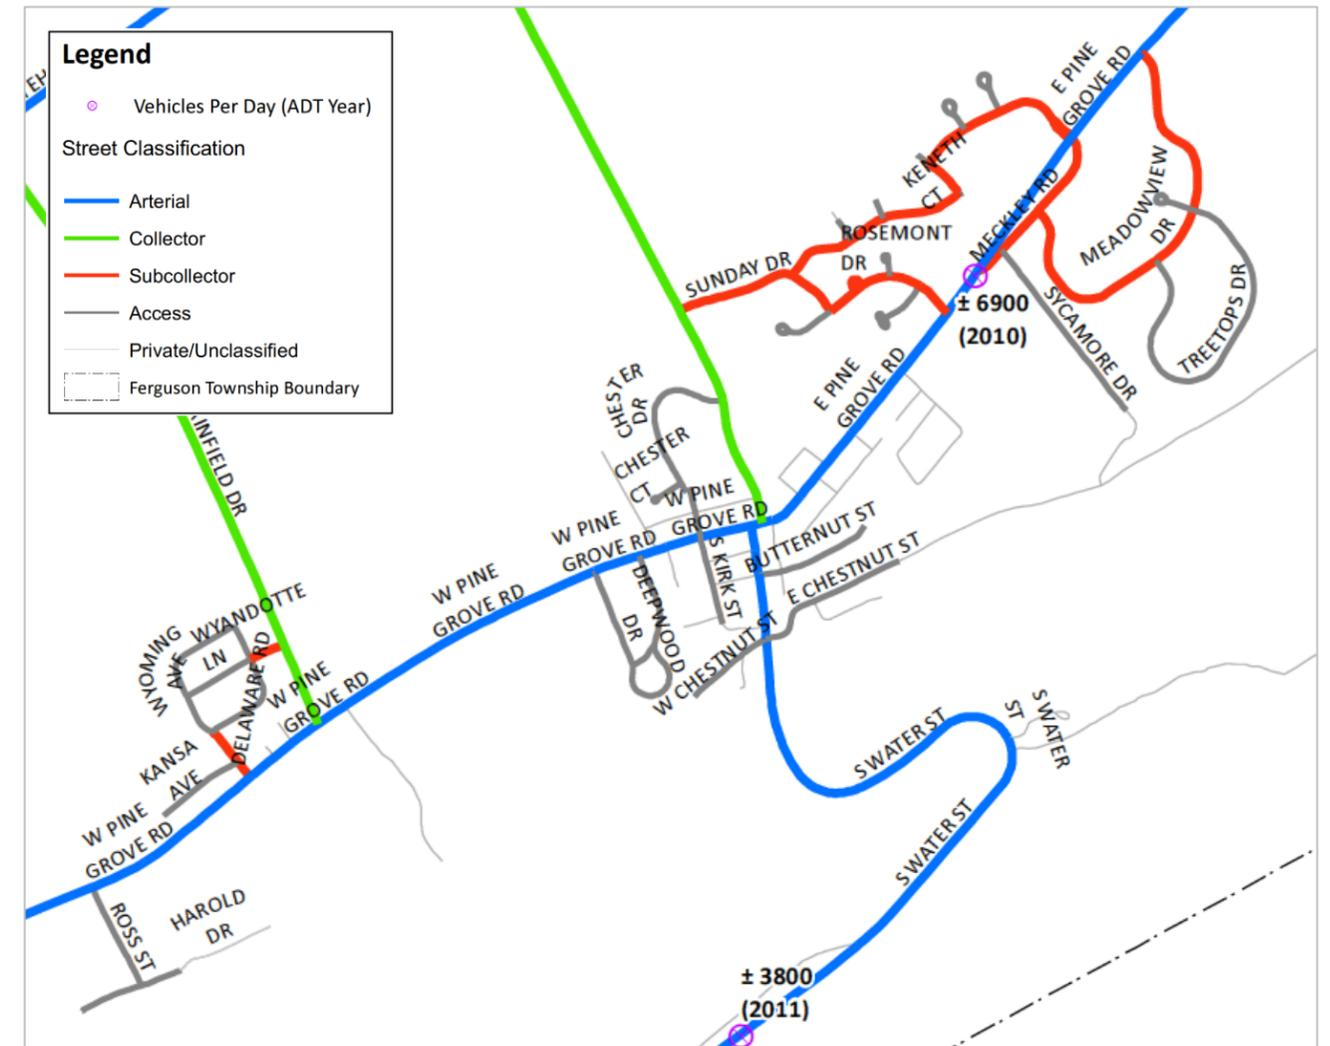 Legend
Vehicles Per Day (ADT Year)
Street Classification
Arterial
Collector
Subcollector
Access
Private/Unclassified
Ferguson Township Boundary
E PINE
GROVE RD
KENETH
CT
MECKLEY RD
MEADOWVIEW
DR
ROSEMONT
DR
SUNDAY DR
± 6900
(2010)
SYCAMORE DR
TREETOPS DR
E PINE
GROVE RD
CHESTER
DR
CHESTER
CT
W PINE
GROVE RD
W PINE
GROVE RD
S KIRK ST
BUTTERNUT ST
E CHESTNUT ST
W CHESTNUT ST
DEEPWOOD
DR
W PINE
GROVE RD
INFIELD DR
WYANDOTTE
LN
WYOMING
AVE
DELAWARE RD
W PINE
GROVE RD
KANSA
AVE
W PINE
GROVE RD
ROSS ST
HAROLD
DR
S WATER ST
S WATER
ST
S WATER ST
± 3800
(2011)